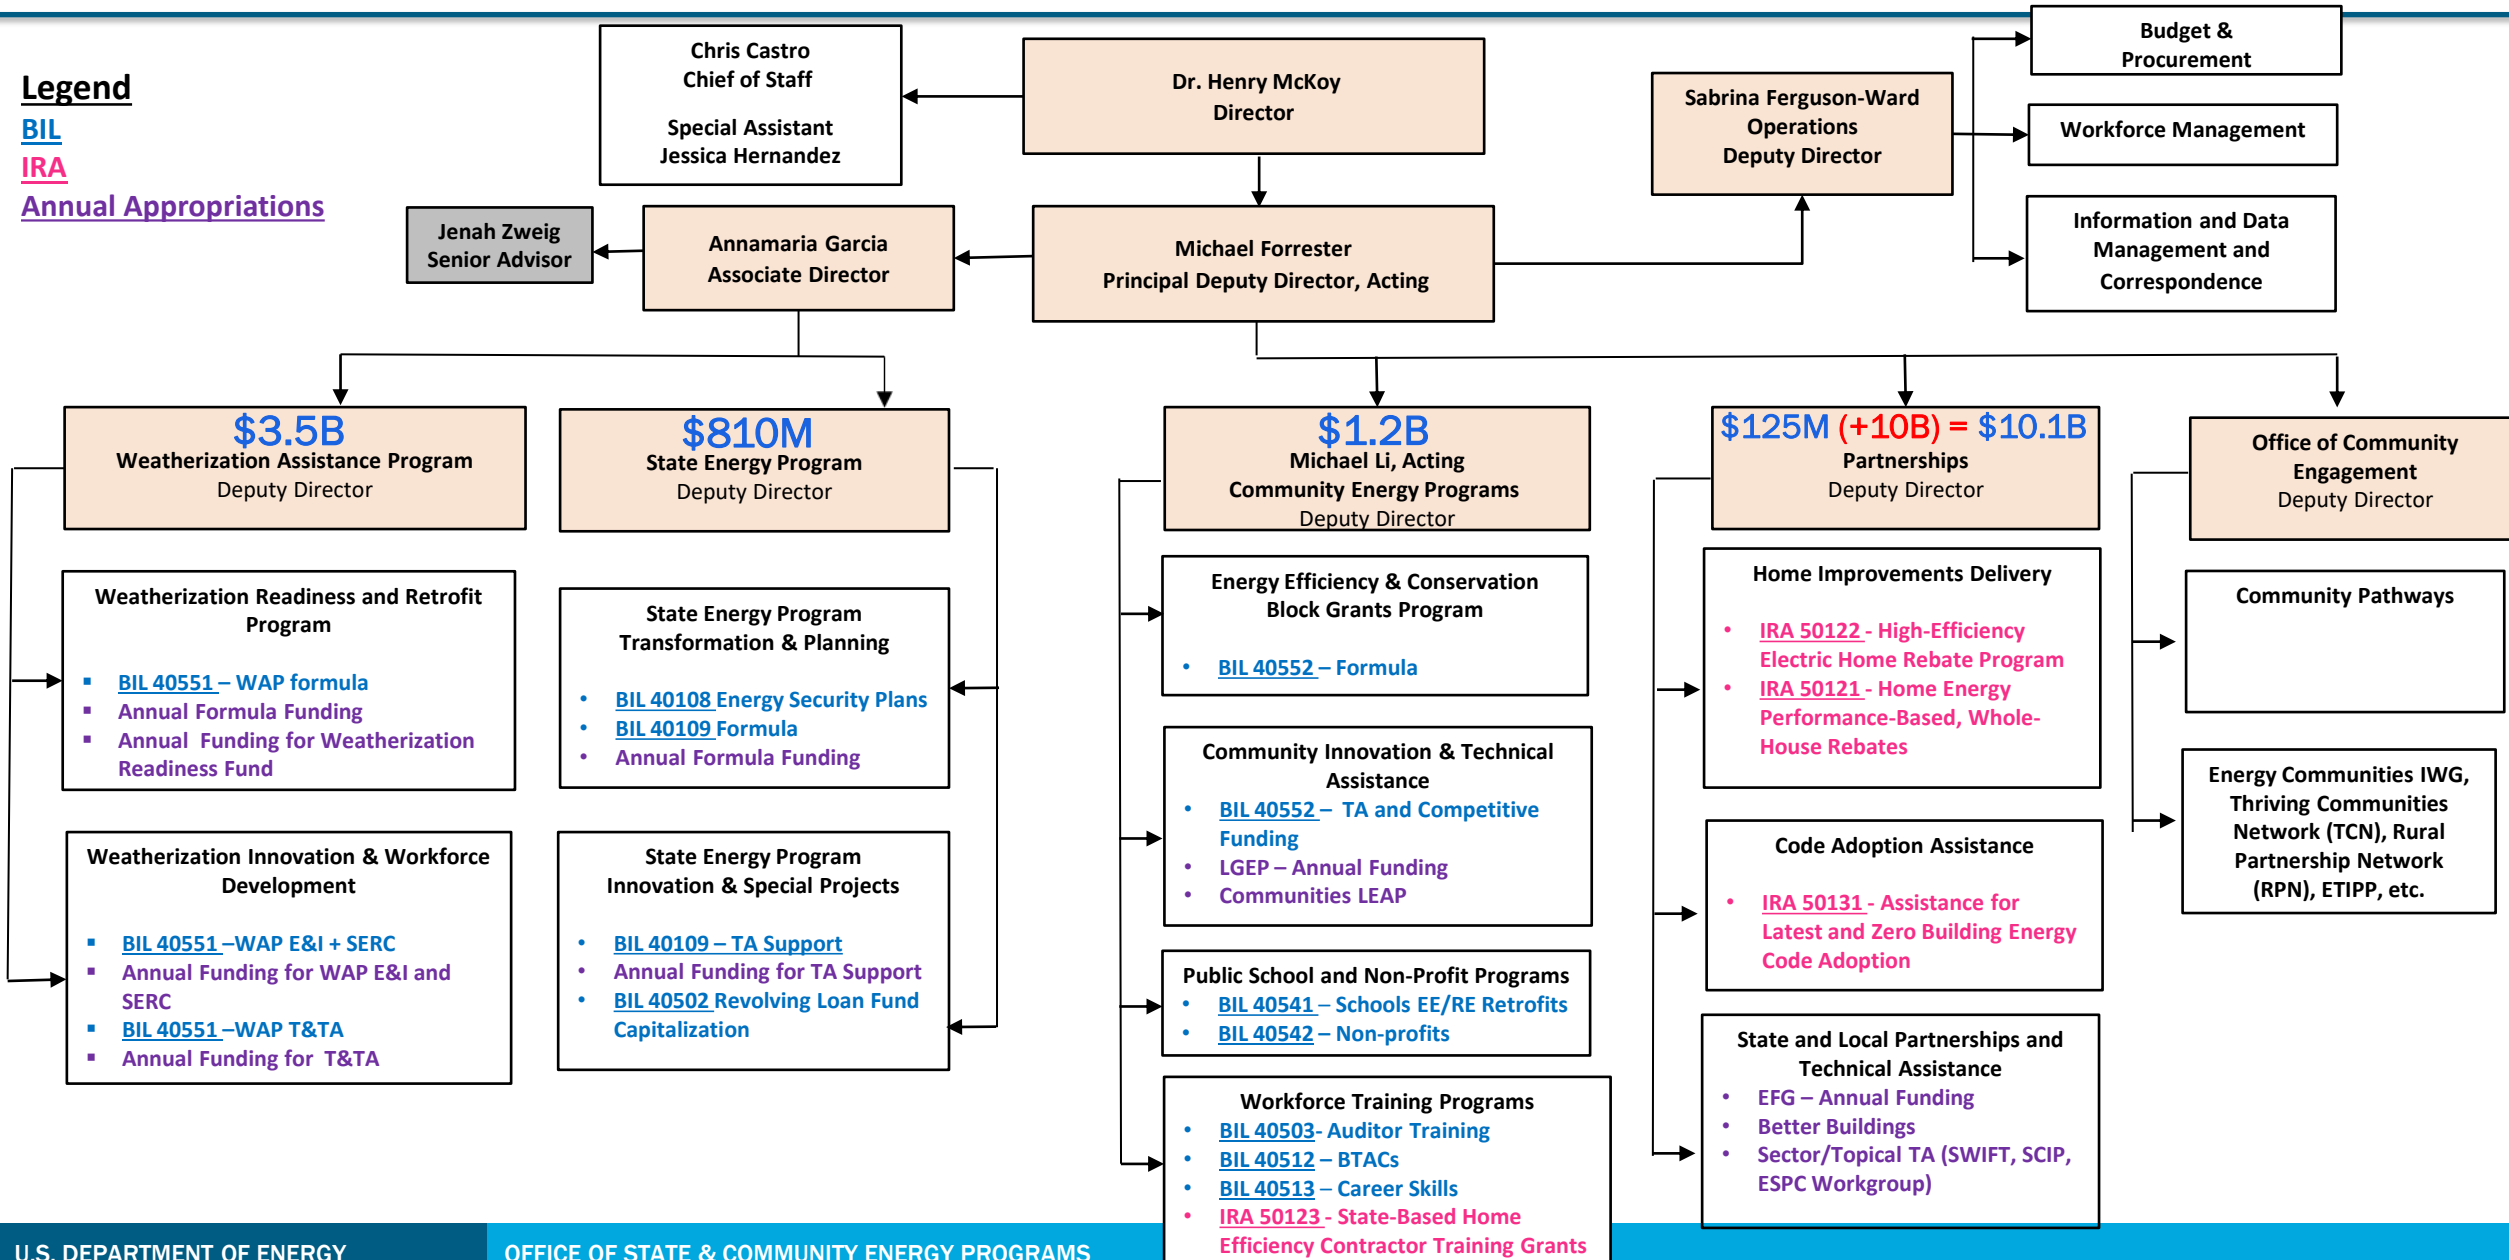 Legend
BIL
IRA
Annual Appropriations
Chris Castro
Chief of Staff
Special Assistant
Jessica Hernandez
Dr. Henry McKoy
Director
Sabrina Ferguson-Ward
Operations
Deputy Director
Budget &
Procurement
Workforce Management
Information and Data
Management and
Correspondence
Jenah Zweig
Senior Advisor
Annamaria Garcia
Associate Director
Michael Forrester
Principal Deputy Director, Acting
$3.5B
Weatherization Assistance Program
Deputy Director
Weatherization Readiness and Retrofit
Program
▪ BIL 40551 – WAP formula
▪ Annual Formula Funding
▪ Annual Funding for Weatherization
Readiness Fund
Weatherization Innovation & Workforce
Development
▪ BIL 40551 –WAP E&I + SERC
▪ Annual Funding for WAP E&I and
SERC
▪ BIL 40551 –WAP T&TA
▪ Annual Funding for T&TA
$810M
State Energy Program
Deputy Director
State Energy Program
Transformation & Planning
• BIL 40108 Energy Security Plans
• BIL 40109 Formula
• Annual Formula Funding
State Energy Program
Innovation & Special Projects
• BIL 40109 – TA Support
• Annual Funding for TA Support
• BIL 40502 Revolving Loan Fund
Capitalization
$1.2B
Michael Li, Acting
Community Energy Programs
Deputy Director
Energy Efficiency & Conservation
Block Grants Program
• BIL 40552 – Formula
Community Innovation & Technical
Assistance
• BIL 40552 – TA and Competitive
Funding
• LGEP – Annual Funding
• Communities LEAP
Public School and Non-Profit Programs
• BIL 40541 – Schools EE/RE Retrofits
• BIL 40542 – Non-profits
Workforce Training Programs
• BIL 40503- Auditor Training
• BIL 40512 – BTACs
• BIL 40513 – Career Skills
• IRA 50123 - State-Based Home
Efficiency Contractor Training Grants
$125M (+10B) = $10.1B
Partnerships
Deputy Director
Home Improvements Delivery
• IRA 50122 - High-Efficiency
Electric Home Rebate Program
• IRA 50121 - Home Energy
Performance-Based, Whole-
House Rebates
Code Adoption Assistance
• IRA 50131 - Assistance for
Latest and Zero Building Energy
Code Adoption
State and Local Partnerships and
Technical Assistance
• EFG – Annual Funding
• Better Buildings
• Sector/Topical TA (SWIFT, SCIP,
ESPC Workgroup)
Office of Community
Engagement
Deputy Director
Community Pathways
Energy Communities IWG,
Thriving Communities
Network (TCN), Rural
Partnership Network
(RPN), ETIPP, etc.
U.S. DEPARTMENT OF ENERGY
OFFICE OF STATE & COMMUNITY ENERGY PROGRAMS